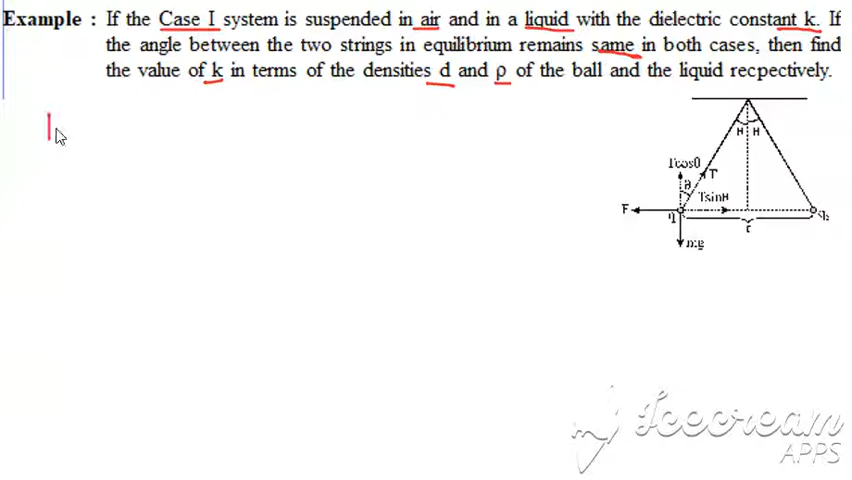 Example : If the Case I system is suspended in air and in a liquid with the dielectric constant k. If
the angle between the two strings in equilibrium remains same in both cases, then find
the value of k in terms of the densities d and ρ of the ball and the liquid recpectively.
H H
Tcosθ
T
θ
TsinH
F
q
q₂
r
mg
Icecream
APPS